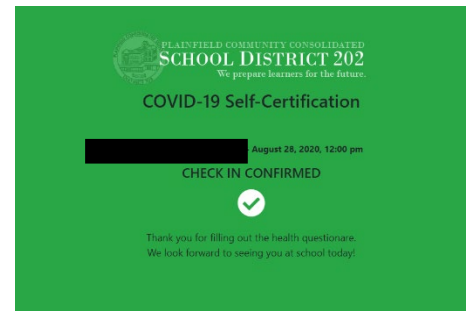 PLAINFIELD COMMUNITY CONSOLIDATED
SCHOOL DISTRICT 202
We prepare learners for the future.
COVID-19 Self-Certification
August 28, 2020, 12:00 pm
CHECK IN CONFIRMED
Thank you for filling out the health questionare.
We look forward to seeing you at school today!